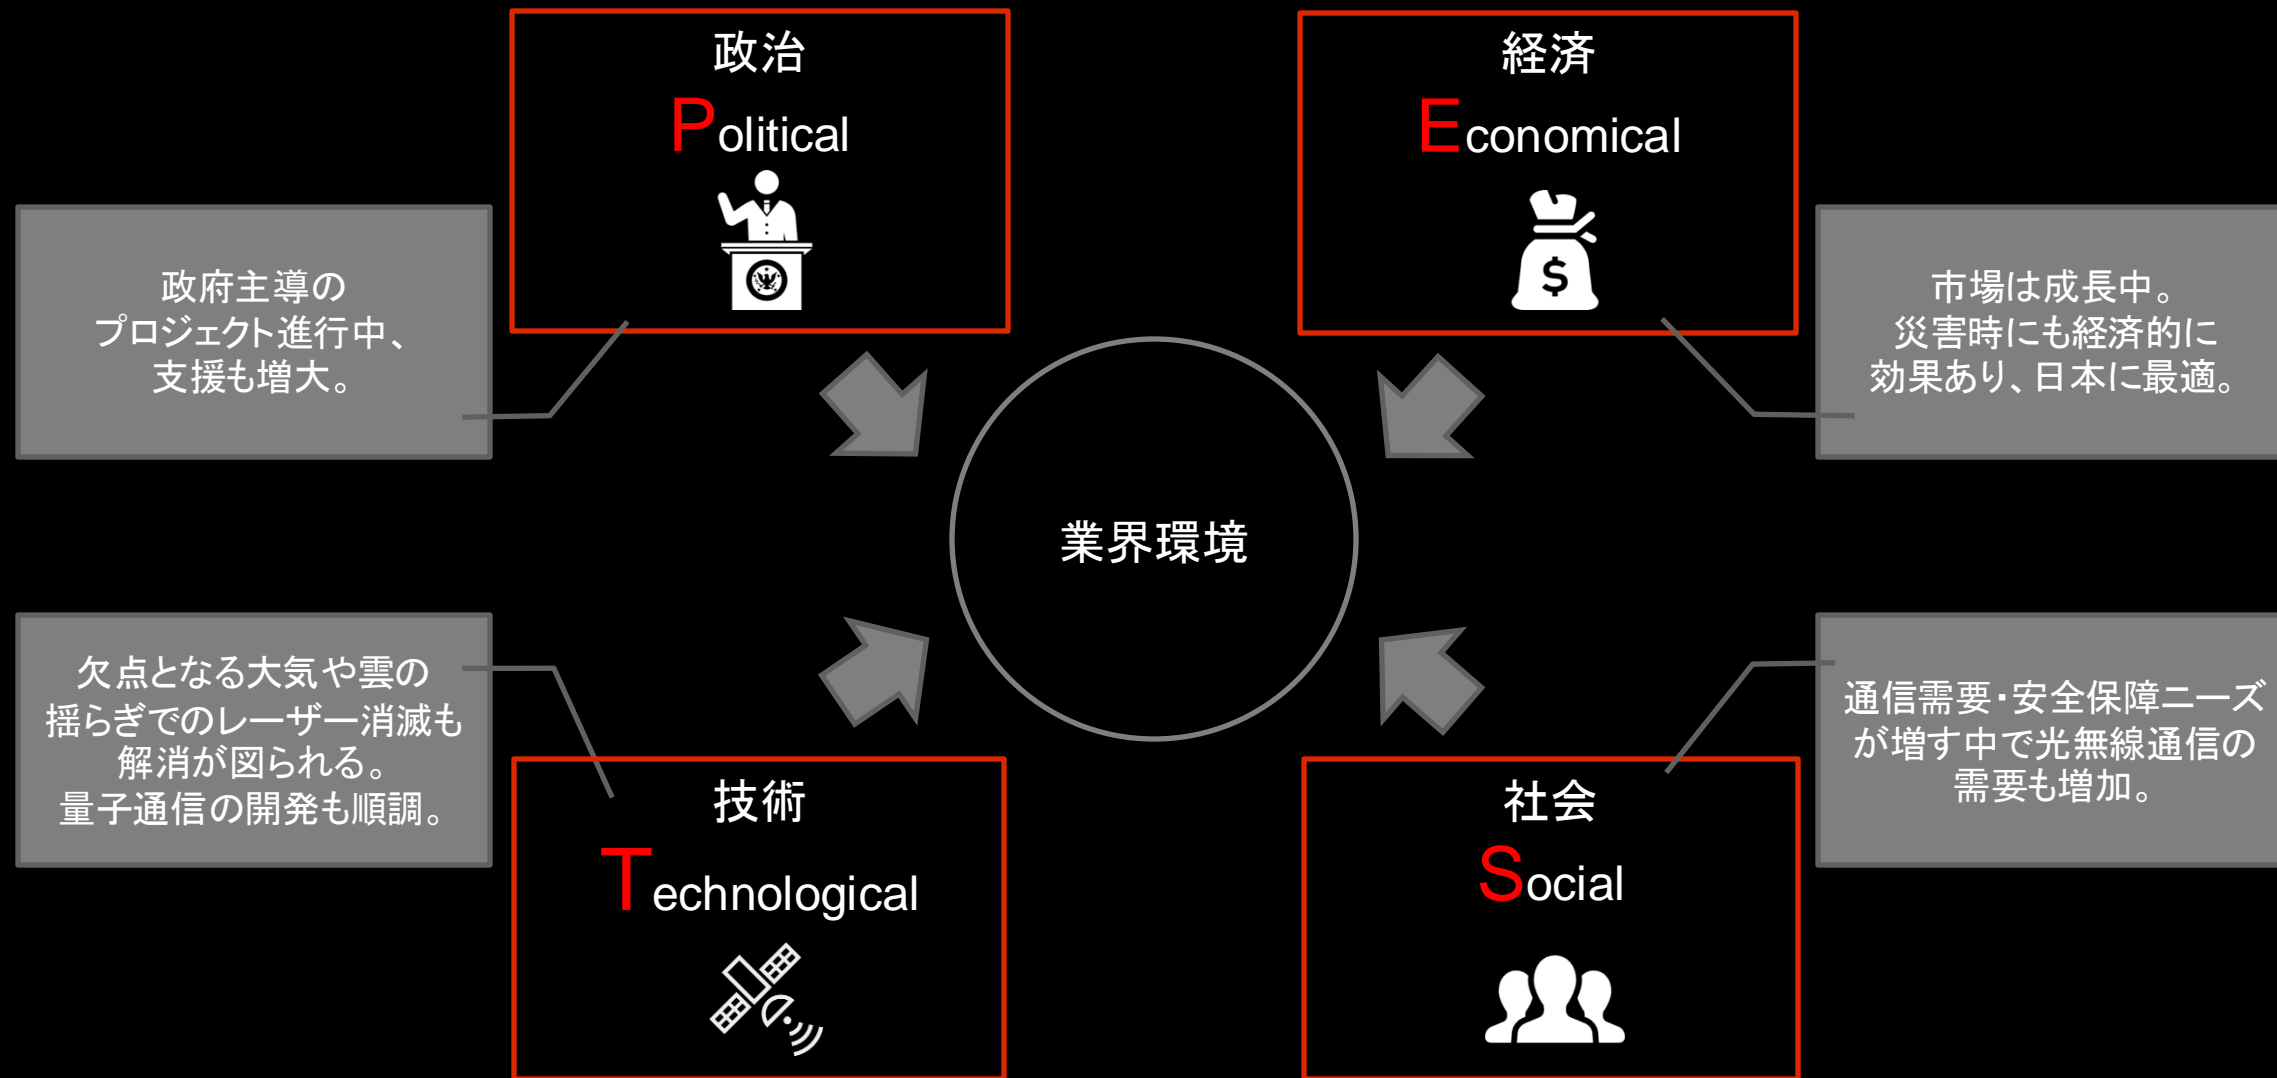 政治
Political
経済
Economical
政府主導の
プロジェクト進行中、
支援も増大。
$
市場は成長中。
災害時にも経済的に
効果あり、日本に最適。
業界環境
欠点となる大気や雲の
揺らぎでのレーザー消滅も
解消が図られる。
量子通信の開発も順調。
技術
Technological
社会
Social
通信需要・安全保障ニーズ
が増す中で光無線通信の
需要も増加。